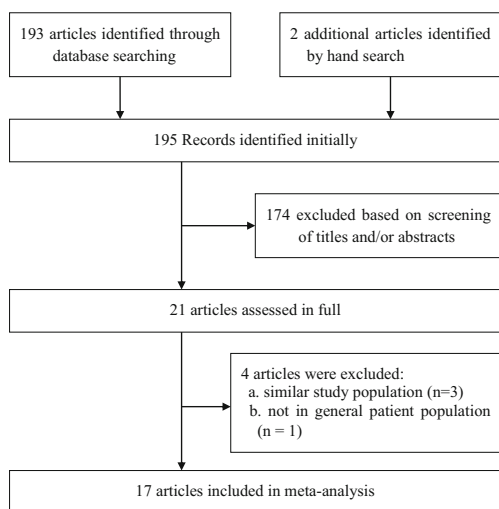 193 articles identified through
database searching
2 additional articles identified
by hand search
195 Records identified initially
174 excluded based on screening
of titles and/or abstracts
21 articles assessed in full
4 articles were excluded:
a. similar study population (n=3)
b. not in general patient population
(n = 1)
17 articles included in meta-analysis